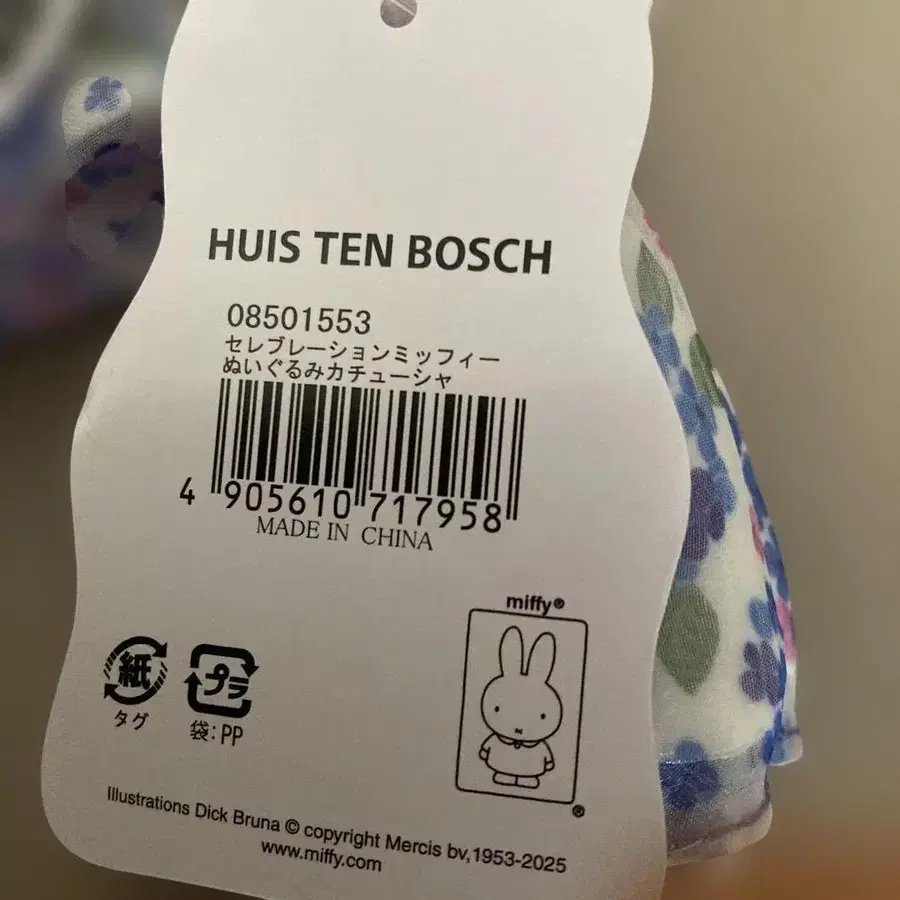 HUIS TEN BOSCH
08501553
セレブレーションミッフィー
ぬいぐるみカチューシャ
4 905610 717958
MADE IN CHINA
miffy®
®
紙
タグ
プラ
袋:PP
Illustrations Dick Bruna © copyright Mercis bv,1953-2025
www.miffy.com